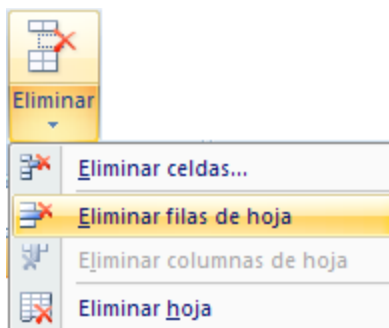 Eliminar
Eliminar celdas...
Eliminar filas de hoja
Eliminar columnas de hoja
Eliminar hoja